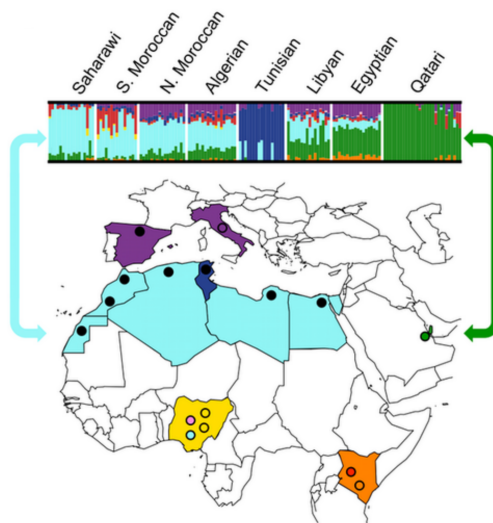 Saharawi
S. Moroccan
N. Moroccan
Algerian
Tunisian
Libyan
Egyptian
Qatari